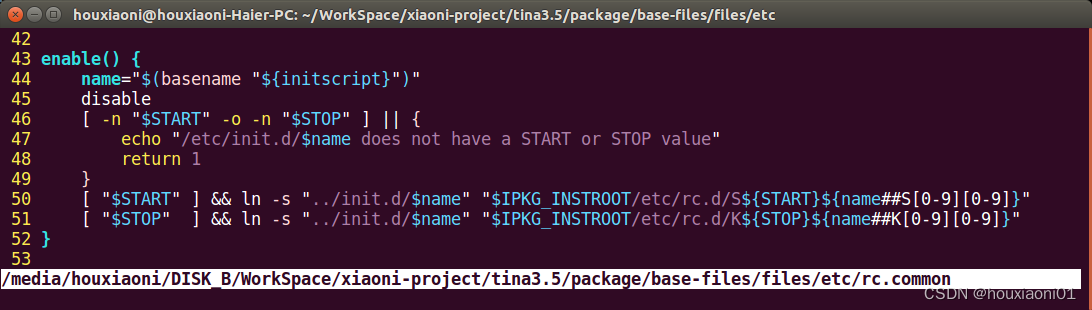 houxiaoni@houxiaoni-Haier-PC: ~/WorkSpace/xiaoni-project/tina3.5/package/base-files/files/etc
42
43 enable() {
44     name="$(basename "${initscript}")"
45     disable
46     [ -n "$START" -o -n "$STOP" ] || {
47         echo "/etc/init.d/$name does not have a START or STOP value"
48         return 1
49     }
50     [ "$START" ] && ln -s "../init.d/$name" "$IPKG_INSTROOT/etc/rc.d/S${START}${name##S[0-9][0-9]}"
51     [ "$STOP"  ] && ln -s "../init.d/$name" "$IPKG_INSTROOT/etc/rc.d/K${STOP}${name##K[0-9][0-9]}"
52 }
53
/media/houxiaoni/DISK_B/WorkSpace/xiaoni-project/tina3.5/package/base-files/files/etc/rc.common
CSDN @houxiaoni01